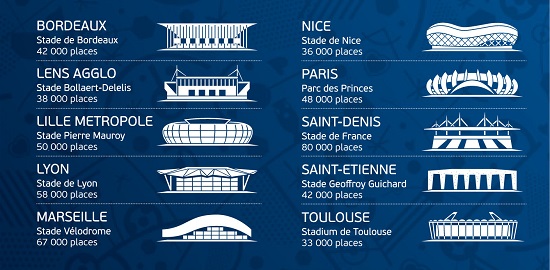 BORDEAUX
Stade de Bordeaux
42 000 places
LENS AGGLO
Stade Bollaert-Delelis
38 000 places
LILLE METROPOLE
Stade Pierre Mauroy
50 000 places
LYON
Stade de Lyon
58 000 places
MARSEILLE
Stade Vélodrome
67 000 places
NICE
Stade de Nice
36 000 places
PARIS
Parc des Princes
48 000 places
SAINT-DENIS
Stade de France
80 000 places
SAINT-ETIENNE
Stade Geoffroy Guichard
42 000 places
TOULOUSE
Stadium de Toulouse
33 000 places